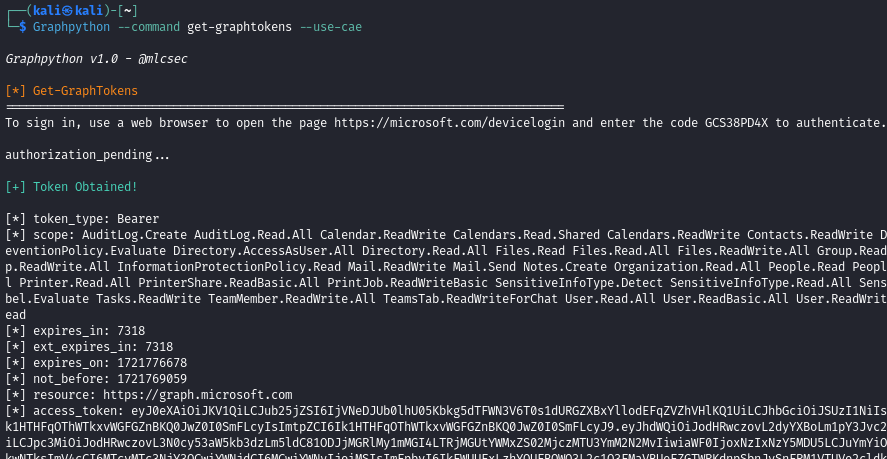 (kali㉿kali)-[~]
$ Graphpython --command get-graphtokens --use-cae
Graphpython v1.0 - @mlcsec
[*] Get-GraphTokens
To sign in, use a web browser to open the page https://microsoft.com/devicelogin and enter the code GCS38PD4X to authenticate.
authorization_pending...
[+] Token Obtained!
[*] token_type: Bearer
[*] scope: AuditLog.Create AuditLog.Read.All Calendar.ReadWrite Calendars.Read.Shared Calendars.ReadWrite Contacts.ReadWrite D
eventionPolicy.Evaluate Directory.AccessAsUser.All Directory.Read.All Files.Read Files.Read.All Files.ReadWrite.All Group.Read
p.ReadWrite.All InformationProtectionPolicy.Read Mail.ReadWrite Mail.Send Notes.Create Organization.Read.All People.Read Peopl
l Printer.Read.All PrinterShare.ReadBasic.All PrintJob.ReadWriteBasic SensitiveInfoType.Detect SensitiveInfoType.Read.All Sens
bel.Evaluate Tasks.ReadWrite TeamMember.ReadWrite.All TeamsTab.ReadWriteForChat User.Read.All User.ReadBasic.All User.ReadWrit
ead
[*] expires_in: 7318
[*] ext_expires_in: 7318
[*] expires_on: 1721776678
[*] not_before: 1721769059
[*] resource: https://graph.microsoft.com
[*] access_token: